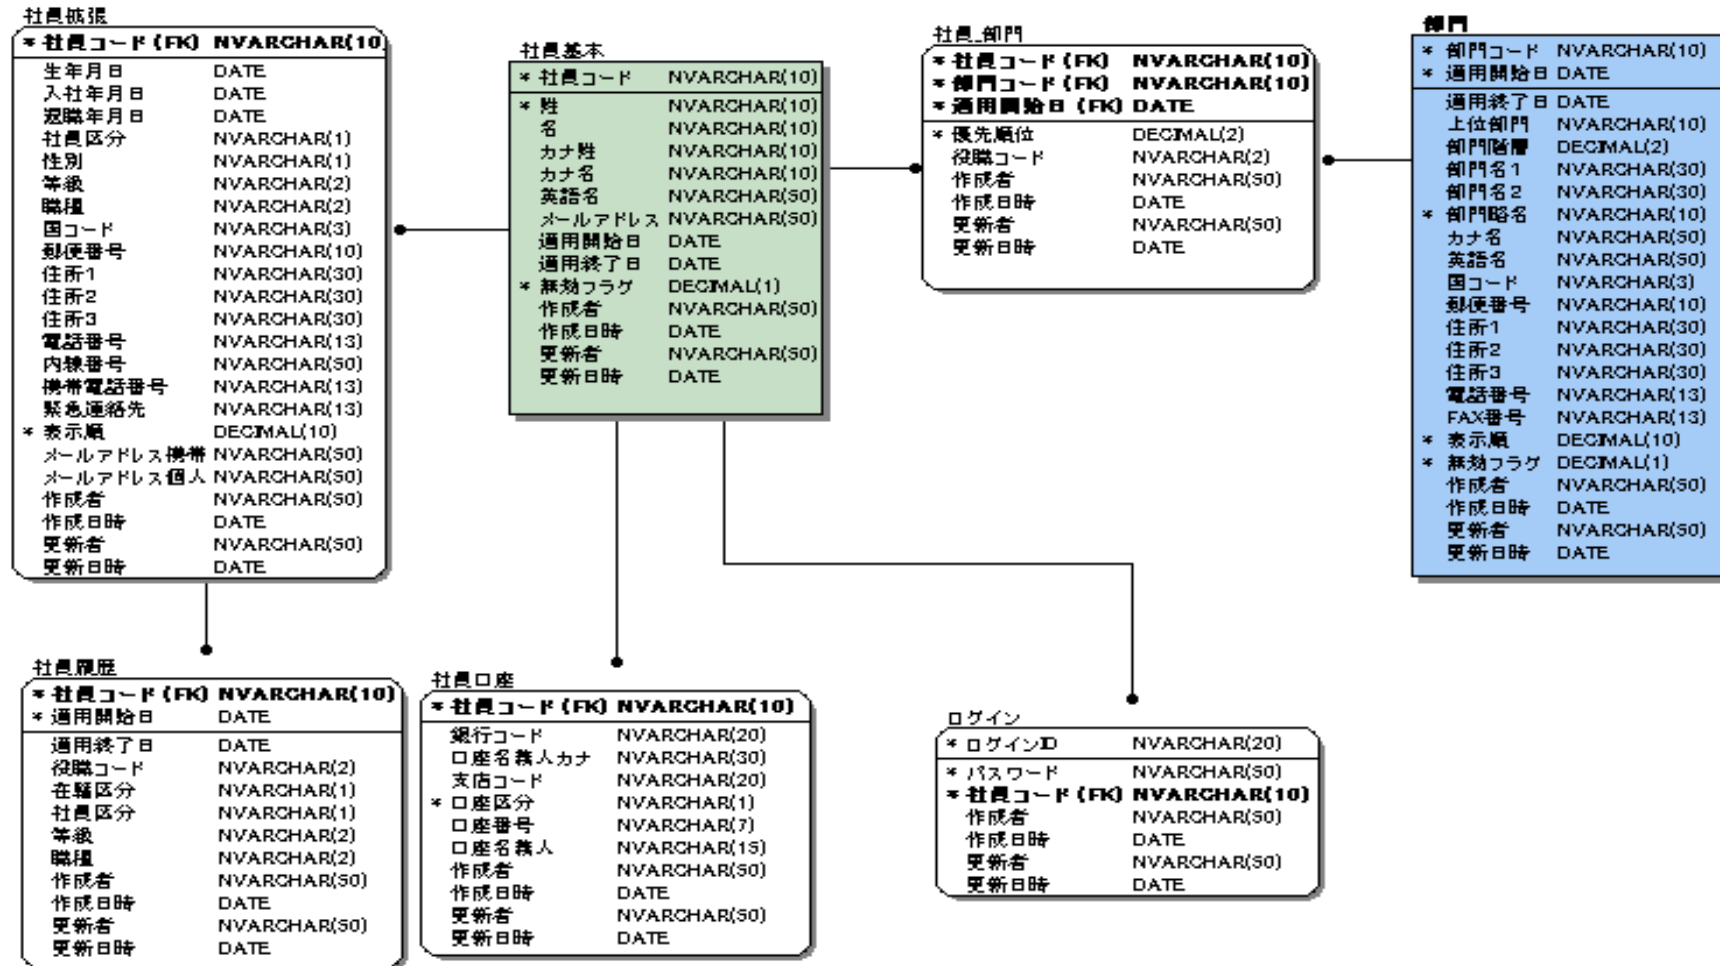 社員拡張
* 社員コード (FK) NVARCHAR(10)
生年月日 DATE
入社年月日 DATE
退職年月日 DATE
社員区分 NVARCHAR(1)
性別 NVARCHAR(1)
等級 NVARCHAR(2)
職種 NVARCHAR(2)
国コード NVARCHAR(3)
郵便番号 NVARCHAR(10)
住所1 NVARCHAR(30)
住所2 NVARCHAR(30)
住所3 NVARCHAR(30)
電話番号 NVARCHAR(13)
内線番号 NVARCHAR(50)
携帯電話番号 NVARCHAR(13)
緊急連絡先 NVARCHAR(13)
* 表示順 DECIMAL(10)
メールアドレス携帯 NVARCHAR(50)
メールアドレス個人 NVARCHAR(50)
作成者 NVARCHAR(50)
作成日時 DATE
更新者 NVARCHAR(50)
更新日時 DATE
社員基本
* 社員コード NVARCHAR(10)
* 姓 NVARCHAR(10)
名 NVARCHAR(10)
カナ姓 NVARCHAR(10)
カナ名 NVARCHAR(10)
英語名 NVARCHAR(50)
メールアドレス NVARCHAR(50)
適用開始日 DATE
適用終了日 DATE
* 無効フラグ DECIMAL(1)
作成者 NVARCHAR(50)
作成日時 DATE
更新者 NVARCHAR(50)
更新日時 DATE
社員_部門
* 社員コード (FK) NVARCHAR(10)
* 部門コード (FK) NVARCHAR(10)
* 適用開始日 (FK) DATE
* 優先順位 DECIMAL(2)
役職コード NVARCHAR(2)
作成者 NVARCHAR(50)
作成日時 DATE
更新者 NVARCHAR(50)
更新日時 DATE
部門
* 部門コード NVARCHAR(10)
* 適用開始日 DATE
適用終了日 DATE
上位部門 NVARCHAR(10)
部門階層 DECIMAL(2)
部門名1 NVARCHAR(30)
部門名2 NVARCHAR(30)
* 部門略名 NVARCHAR(10)
カナ名 NVARCHAR(50)
英語名 NVARCHAR(50)
国コード NVARCHAR(3)
郵便番号 NVARCHAR(10)
住所1 NVARCHAR(30)
住所2 NVARCHAR(30)
住所3 NVARCHAR(30)
電話番号 NVARCHAR(13)
FAX番号 NVARCHAR(13)
* 表示順 DECIMAL(10)
* 無効フラグ DECIMAL(1)
作成者 NVARCHAR(50)
作成日時 DATE
更新者 NVARCHAR(50)
更新日時 DATE
社員履歴
* 社員コード (FK) NVARCHAR(10)
* 適用開始日 DATE
適用終了日 DATE
役職コード NVARCHAR(2)
在籍区分 NVARCHAR(1)
社員区分 NVARCHAR(1)
等級 NVARCHAR(2)
職種 NVARCHAR(2)
作成者 NVARCHAR(50)
作成日時 DATE
更新者 NVARCHAR(50)
更新日時 DATE
社員口座
* 社員コード (FK) NVARCHAR(10)
銀行コード NVARCHAR(20)
口座名義人カナ NVARCHAR(30)
支店コード NVARCHAR(20)
* 口座区分 NVARCHAR(1)
口座番号 NVARCHAR(7)
口座名義人 NVARCHAR(15)
作成者 NVARCHAR(50)
作成日時 DATE
更新者 NVARCHAR(50)
更新日時 DATE
ログイン
* ログインID NVARCHAR(20)
* パスワード NVARCHAR(50)
* 社員コード (FK) NVARCHAR(10)
作成者 NVARCHAR(50)
作成日時 DATE
更新者 NVARCHAR(50)
更新日時 DATE